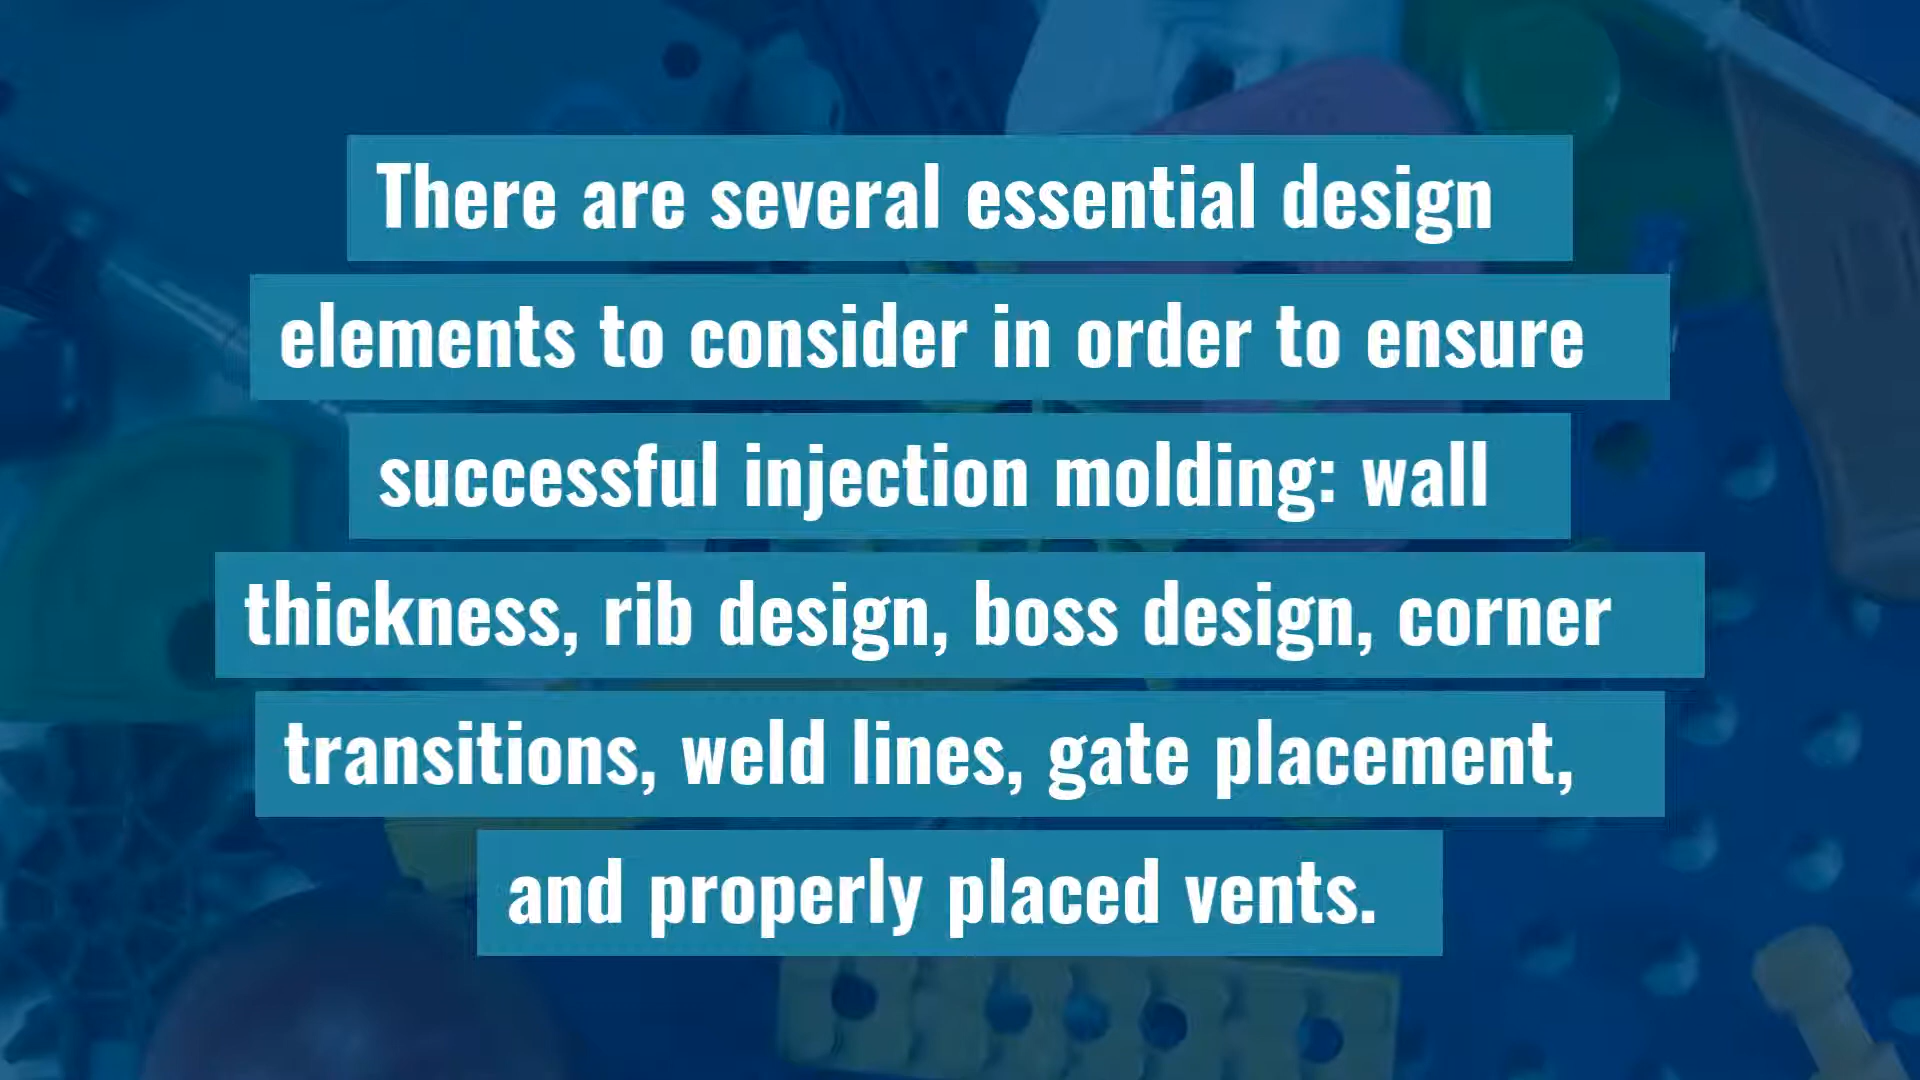 There are several essential design
elements to consider in order to ensure
successful injection molding: wall
thickness, rib design, boss design, corner
transitions, weld lines, gate placement,
and properly placed vents.